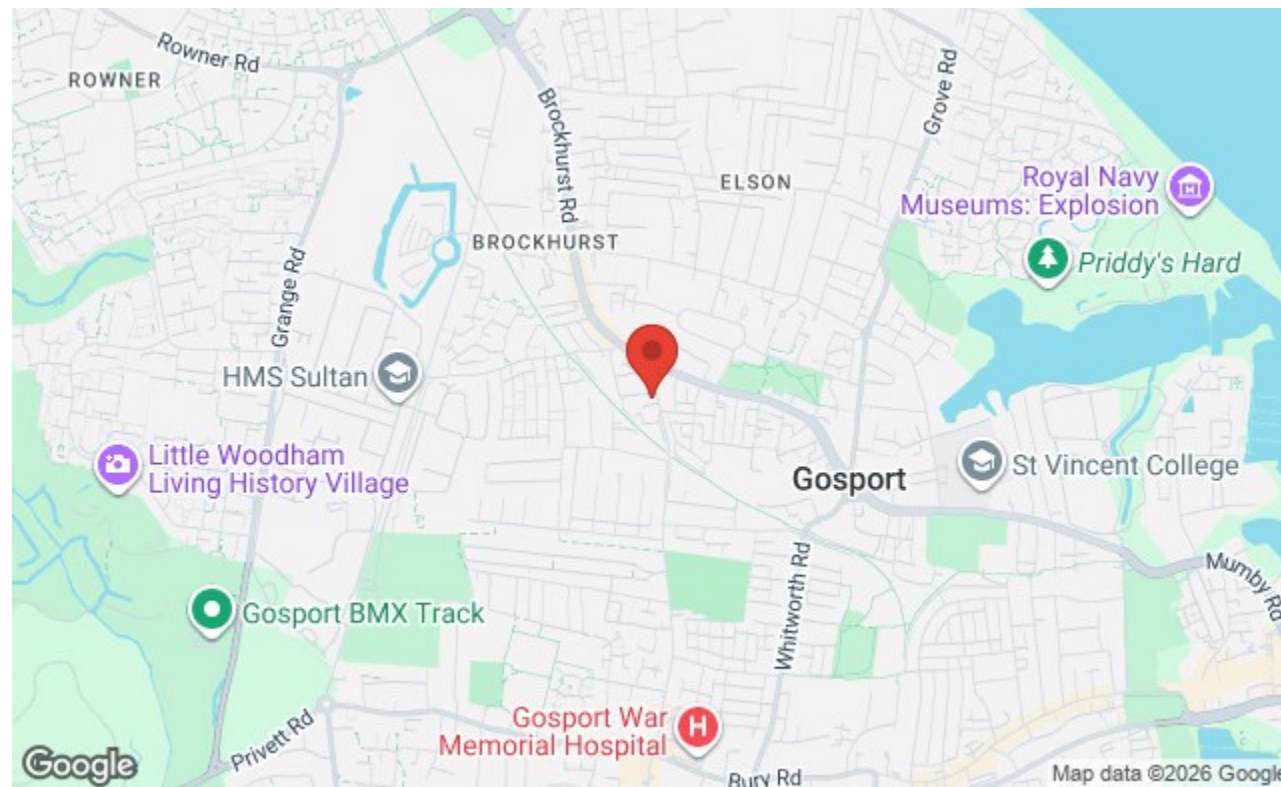 Rowner Rd
ROWNER
Brockhurst Rd
Grove Rd
ELSON
Royal Navy
Museums: Explosion
BROCKHURST
Priddy's Hard
Grange Rd
HMS Sultan
Little Woodham
Living History Village
Gosport
St Vincent College
Mumby Rd
Whitworth Rd
Gosport BMX Track
Gosport War
Memorial Hospital
H
Privett Rd
Bury Rd
Google
Map data ©2026 Google